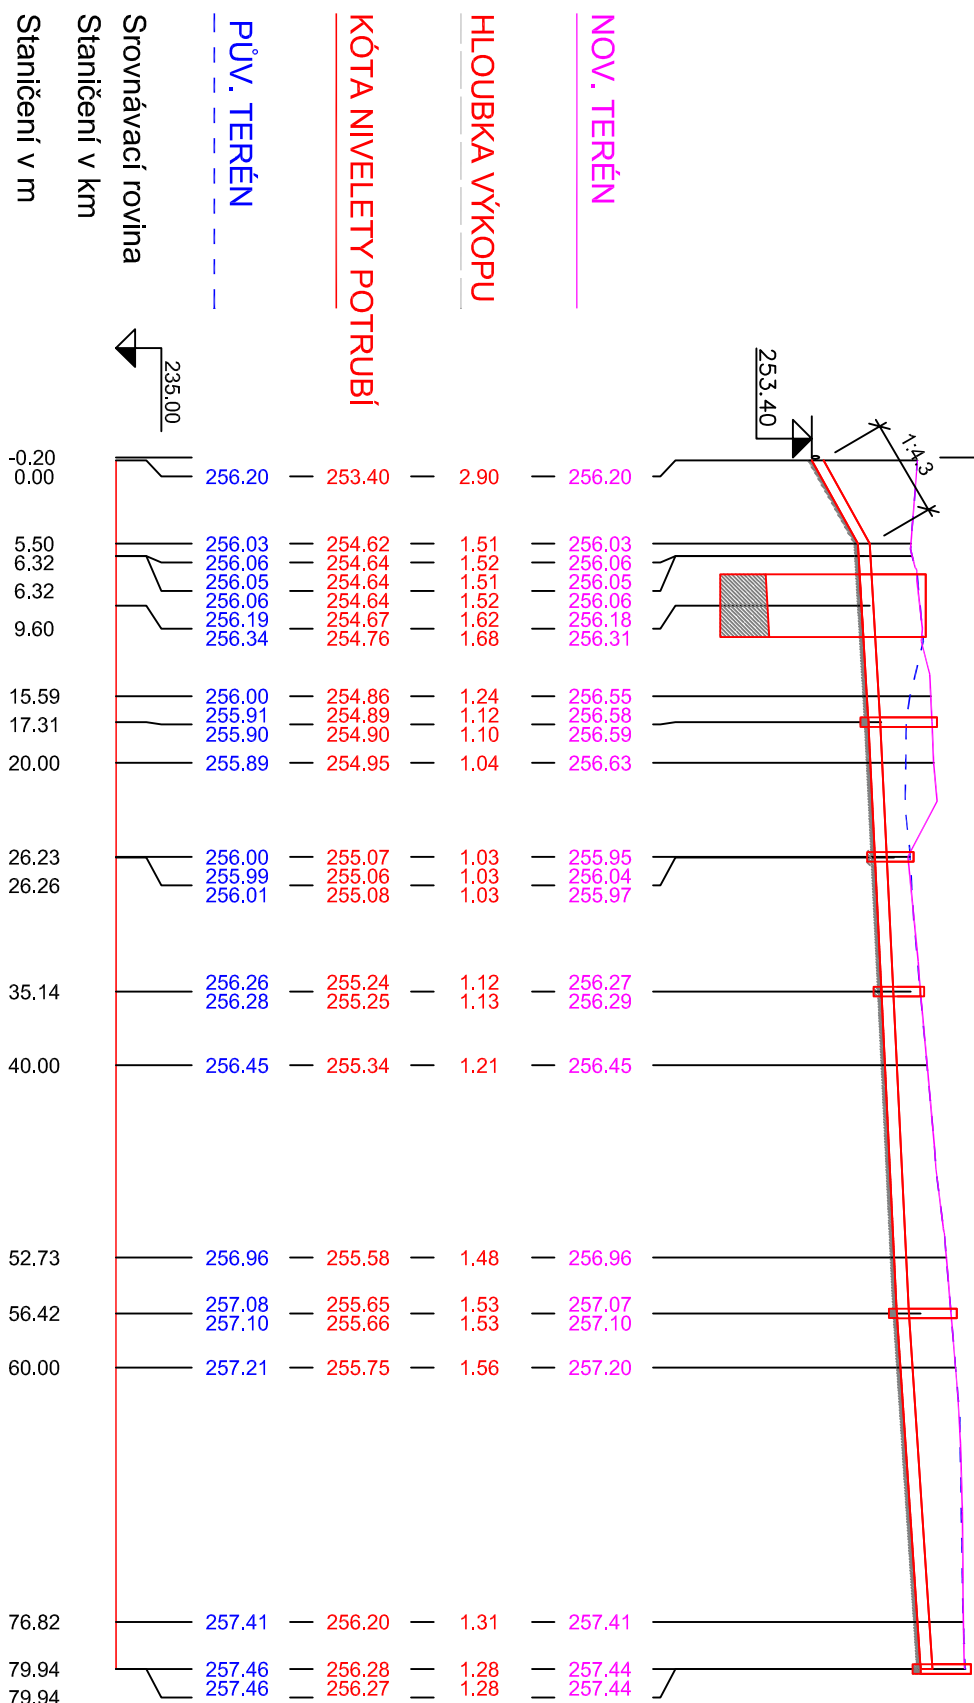 NOV. TERÉN
HLOUBKA VÝKOPU
KÓTA NIVELETY POTRUBÍ
PŮV. TERÉN
Srovnávací rovina
Staničení v km
Staničení v m
235.00
253.40
1:4.3
-0.20
0.00 256.20 253.40 2.90 256.20
5.50 256.03 254.62 1.51 256.03
6.32 256.06 254.64 1.52 256.06
256.05 254.64 1.51 256.05
6.32
256.06 254.64 1.52 256.06
256.19 254.67 1.62 256.18
9.60
256.34 254.76 1.68 256.31
15.59 256.00 254.86 1.24 256.55
255.91 254.89 1.12 256.58
17.31
255.90 254.90 1.10 256.59
20.00 255.89 254.95 1.04 256.63
26.23 256.00 255.07 1.03 255.95
255.99 255.06 1.03 256.04
26.26
256.01 255.08 1.03 255.97
256.26 255.24 1.12 256.27
35.14
256.28 255.25 1.13 256.29
40.00 256.45 255.34 1.21 256.45
52.73 256.96 255.58 1.48 256.96
257.08 255.65 1.53 257.07
56.42
257.10 255.66 1.53 257.10
60.00 257.21 255.75 1.56 257.20
76.82 257.41 256.20 1.31 257.41
79.94 257.46 256.28 1.28 257.44
257.46 256.27 1.28 257.44
79.94